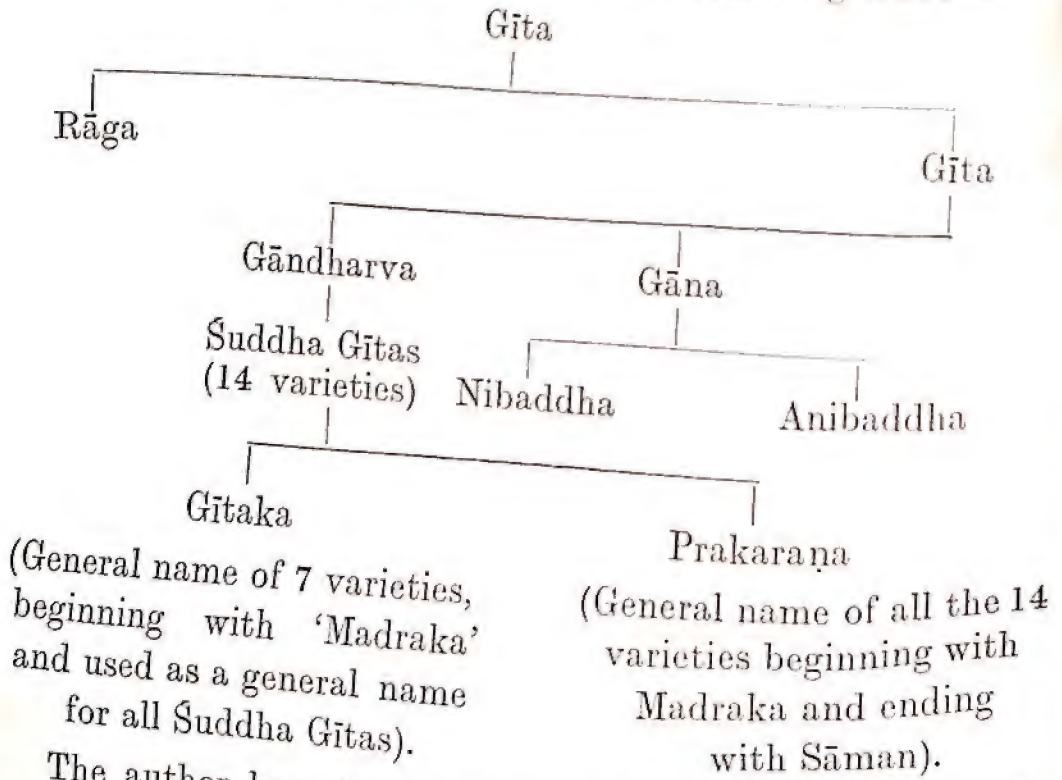 Gīta
Rāga
Gīta
Gāndharva
Gāna
Śuddha Gītas
(14 varieties)
Nibaddha
Anibaddha
Gītaka
(General name of 7 varieties,
beginning with ‘Madraka’
and used as a general name
for all Śuddha Gītas).
Prakaraṇa
(General name of all the 14
varieties beginning with
Madraka and ending
with Sāman).
The author